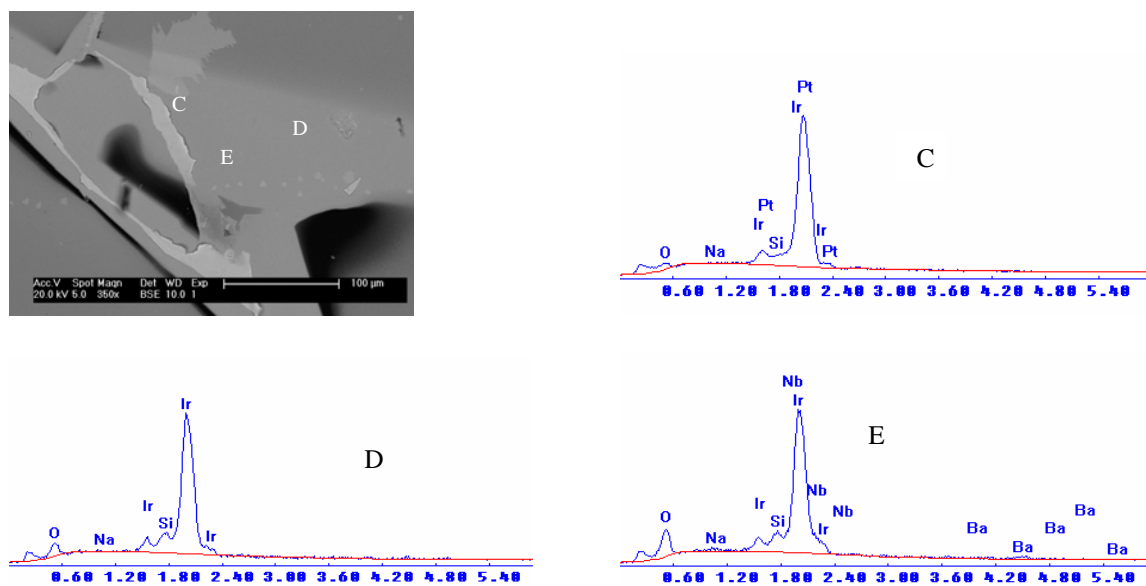 C
D
E
Acc.V Spot Magn Det WD Exp
20.0 kV 5.0 350x BSE 10.0 1
100 µm
Pt
Ir
C
Pt
Ir
Si
Ir
Pt
O
Na
0.60 1.20 1.80 2.40 3.00 3.60 4.20 4.80 5.40
Ir
D
Ir
Si
Ir
O
Na
0.60 1.20 1.80 2.40 3.00 3.60 4.20 4.80 5.40
Nb
Ir
E
Ir
Nb
Nb
O
Na
Si
Ir
Ba
Ba
Ba
Ba
Ba
0.60 1.20 1.80 2.40 3.00 3.60 4.20 4.80 5.40